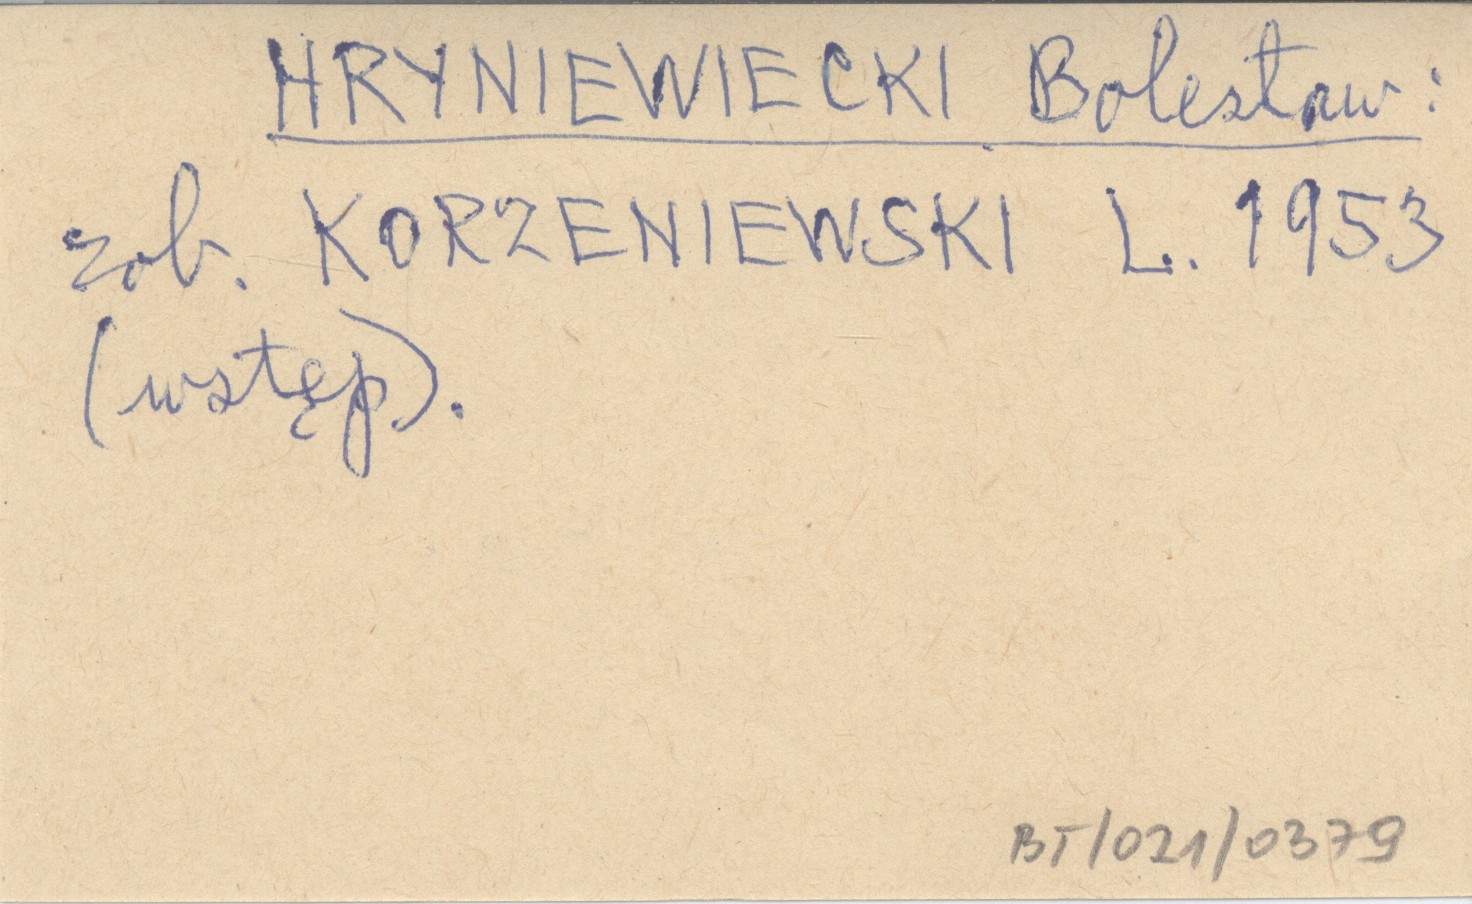 HRYNIEWIECKI Bolesław:
zob. KORZENIEWSKI L. 1953
(wstęp).
BT/021/0379